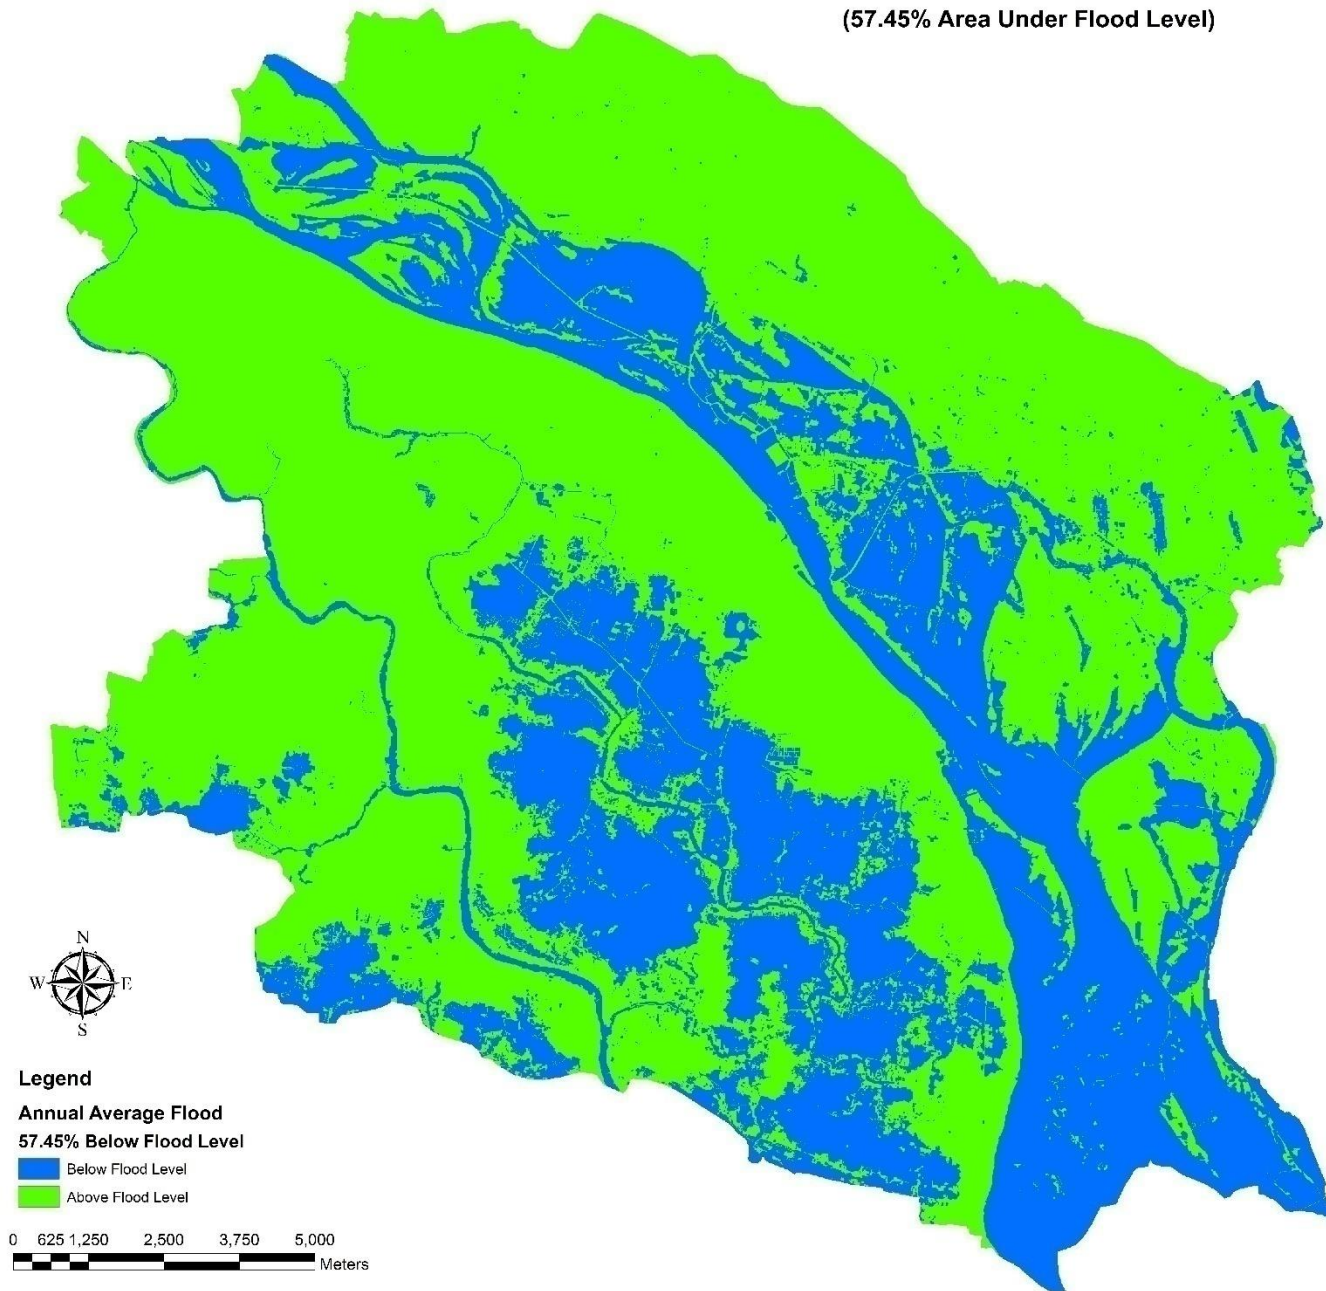 (57.45% Area Under Flood Level)
N
W E
S
Legend
Annual Average Flood
57.45% Below Flood Level
Below Flood Level
Above Flood Level
0 625 1,250 2,500 3,750 5,000
Meters